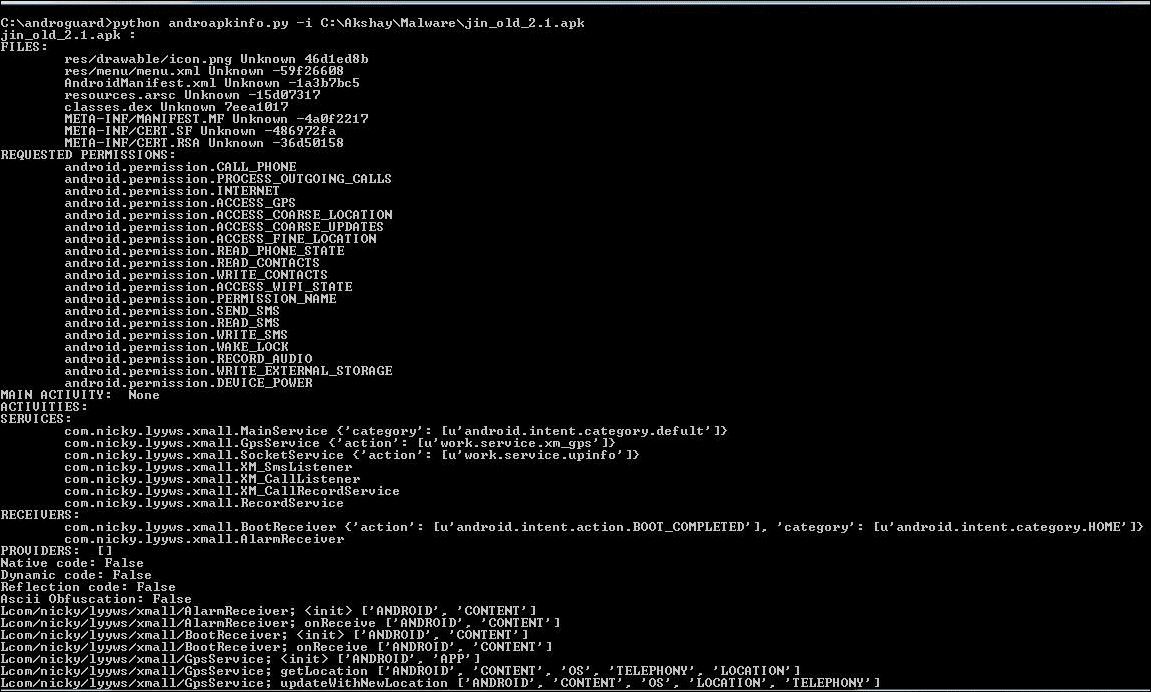 C:\androguard>python androapkinfo.py -i C:\Akshay\Malware\jin_old_2.1.apk
jin_old_2.1.apk :
FILES:
res/drawable/icon.png Unknown 46d1ed8b
res/menu/menu.xml Unknown -59f26608
AndroidManifest.xml Unknown -1a3b7bc5
resources.arsc Unknown -15d07317
classes.dex Unknown 7eea1017
META-INF/MANIFEST.MF Unknown -4a0f2217
META-INF/CERT.SF Unknown -486972fa
META-INF/CERT.RSA Unknown -36d50158
REQUESTED PERMISSIONS:
android.permission.CALL_PHONE
android.permission.PROCESS_OUTGOING_CALLS
android.permission.INTERNET
android.permission.ACCESS_GPS
android.permission.ACCESS_COARSE_LOCATION
android.permission.ACCESS_COARSE_UPDATES
android.permission.ACCESS_FINE_LOCATION
android.permission.READ_PHONE_STATE
android.permission.READ_CONTACTS
android.permission.WRITE_CONTACTS
android.permission.ACCESS_WIFI_STATE
android.permission.PERMISSION_NAME
android.permission.SEND_SMS
android.permission.READ_SMS
android.permission.WRITE_SMS
android.permission.WAKE_LOCK
android.permission.RECORD_AUDIO
android.permission.WRITE_EXTERNAL_STORAGE
android.permission.DEVICE_POWER
MAIN ACTIVITY:  None
ACTIVITIES:
SERVICES:
com.nicky.lyyws.xmall.MainService {'category': [u'android.intent.category.defult']}
com.nicky.lyyws.xmall.GpsService {'action': [u'work.service.xm_gps']}
com.nicky.lyyws.xmall.SocketService {'action': [u'work.service.upinfo']}
com.nicky.lyyws.xmall.XM_SmsListener
com.nicky.lyyws.xmall.XM_CallListener
com.nicky.lyyws.xmall.XM_CallRecordService
com.nicky.lyyws.xmall.RecordService
RECEIVERS:
com.nicky.lyyws.xmall.BootReceiver {'action': [u'android.intent.action.BOOT_COMPLETED'], 'category': [u'android.intent.category.HOME']}
com.nicky.lyyws.xmall.AlarmReceiver
PROVIDERS:  []
Native code: False
Dynamic code: False
Reflection code: False
Ascii Obfuscation: False
Lcom/nicky/lyyws/xmall/AlarmReceiver; <init> ['ANDROID', 'CONTENT']
Lcom/nicky/lyyws/xmall/AlarmReceiver; onReceive ['ANDROID', 'CONTENT']
Lcom/nicky/lyyws/xmall/BootReceiver; <init> ['ANDROID', 'CONTENT']
Lcom/nicky/lyyws/xmall/BootReceiver; onReceive ['ANDROID', 'CONTENT']
Lcom/nicky/lyyws/xmall/GpsService; <init> ['ANDROID', 'APP']
Lcom/nicky/lyyws/xmall/GpsService; getLocation ['ANDROID', 'CONTENT', 'OS', 'TELEPHONY', 'LOCATION']
Lcom/nicky/lyyws/xmall/GpsService; updateWithNewLocation ['ANDROID', 'CONTENT', 'OS', 'LOCATION', 'TELEPHONY']